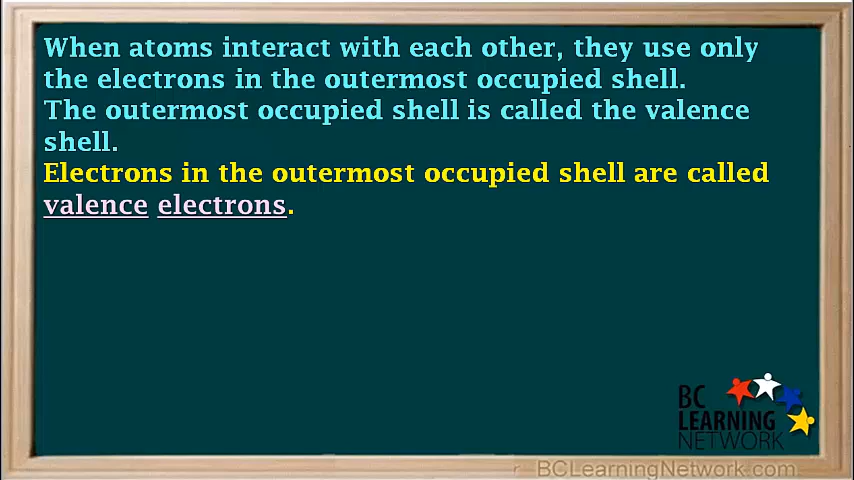 When atoms interact with each other, they use only
the electrons in the outermost occupied shell.
The outermost occupied shell is called the valence
shell.
Electrons in the outermost occupied shell are called
valence electrons.
BC
LEARNING
NETWORK
BCLearningNetwork.com